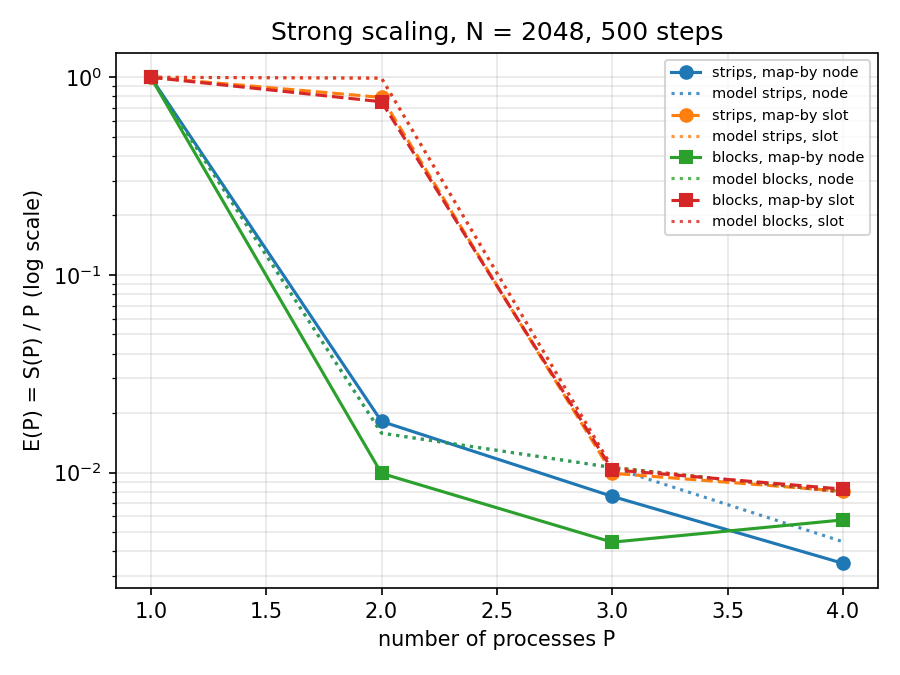 Strong scaling, N = 2048, 500 steps
strips, map-by node
model strips, node
strips, map-by slot
model strips, slot
blocks, map-by node
model blocks, node
blocks, map-by slot
model blocks, slot
E(P) = S(P) / P (log scale)
10⁰
10⁻¹
10⁻²
1.0 1.5 2.0 2.5 3.0 3.5 4.0
number of processes P